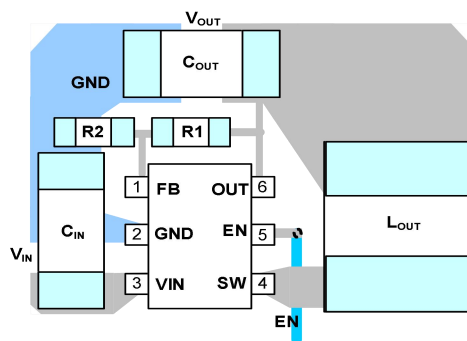 VOUT
COUT
GND
R2 R1
1 FB OUT 6
CIN
2 GND EN 5
LOUT
VIN
3 VIN SW 4
EN